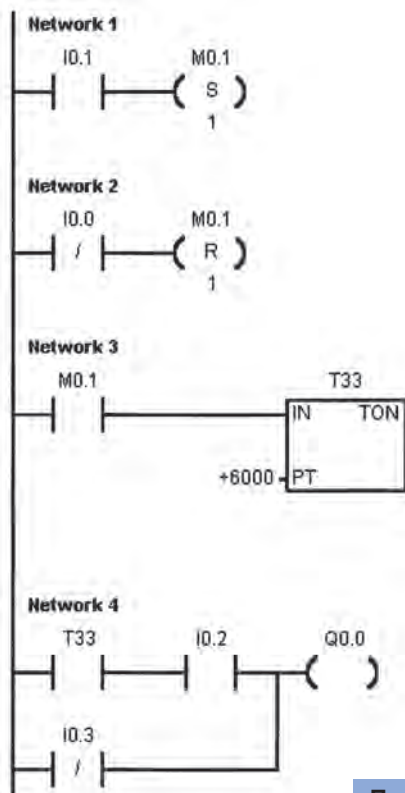 Network 1
I0.1 M0.1
S
1
Network 2
I0.0 M0.1
/ R
1
Network 3
M0.1
T33
IN TON
+6000 PT
Network 4
T33 I0.2 Q0.0
I0.3
/